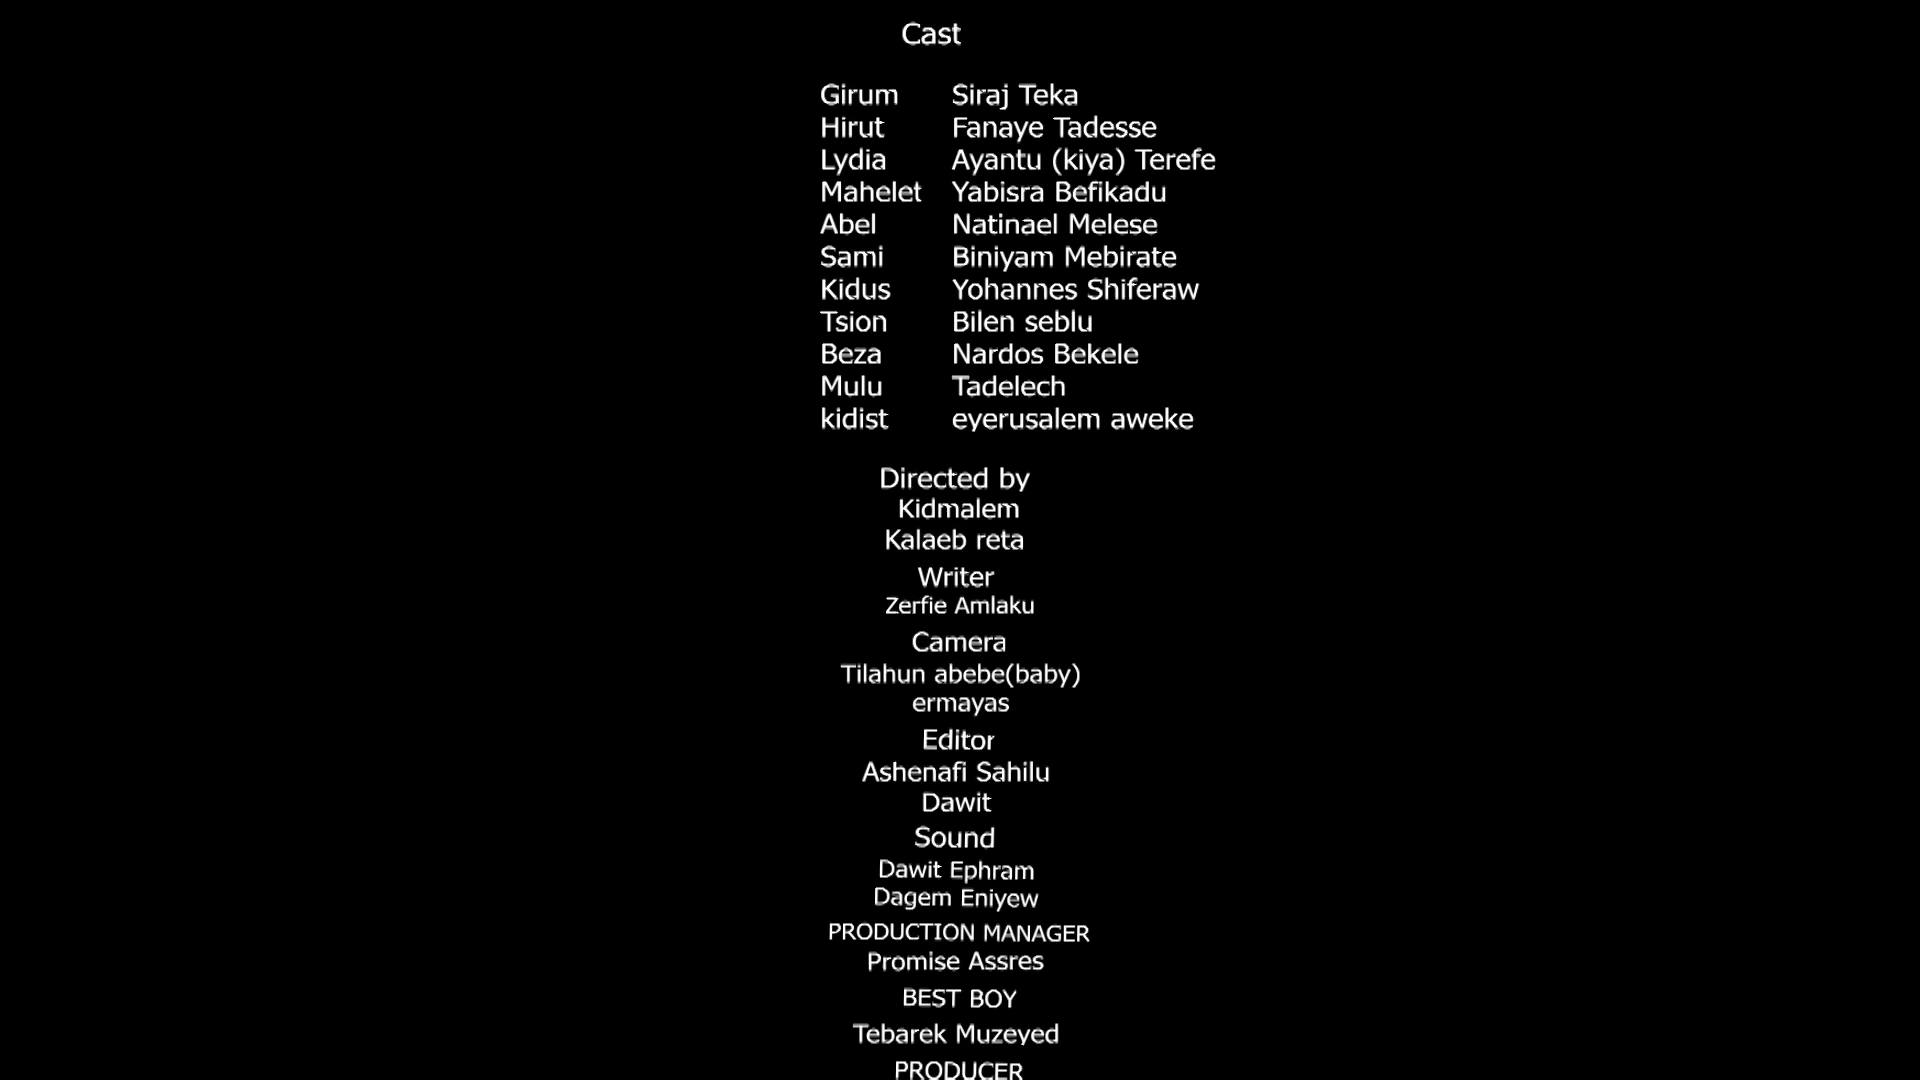 Cast
Girum Siraj Teka
Hirut Fanaye Tadesse
Lydia Ayantu (kiya) Terefe
Mahelet Yabisra Befikadu
Abel Natinael Melese
Sami Biniyam Mebirate
Kidus Yohannes Shiferaw
Tsion Bilen seblu
Beza Nardos Bekele
Mulu Tadelech
kidist eyerusalem aweke
Directed by
Kidmalem
Kalaeb reta
Writer
Zerfie Amlaku
Camera
Tilahun abebe(baby)
ermayas
Editor
Ashenafi Sahilu
Dawit
Sound
Dawit Ephram
Dagem Eniyew
PRODUCTION MANAGER
Promise Assres
BEST BOY
Tebarek Muzeyed
PRODUCER